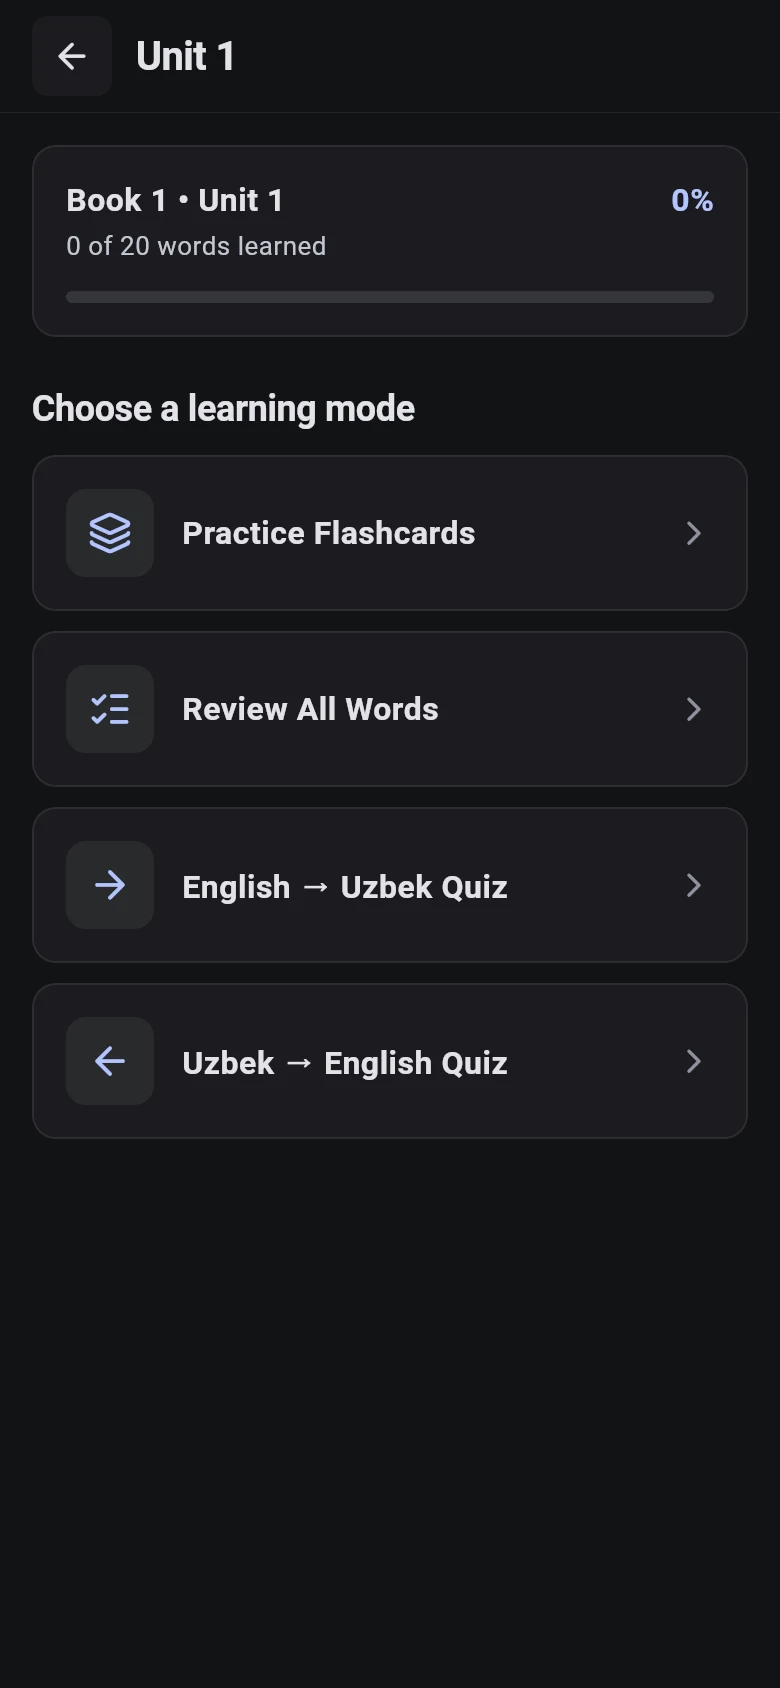 Unit 1
Book 1 • Unit 1
0%
0 of 20 words learned
Choose a learning mode
Practice Flashcards
Review All Words
English → Uzbek Quiz
Uzbek → English Quiz